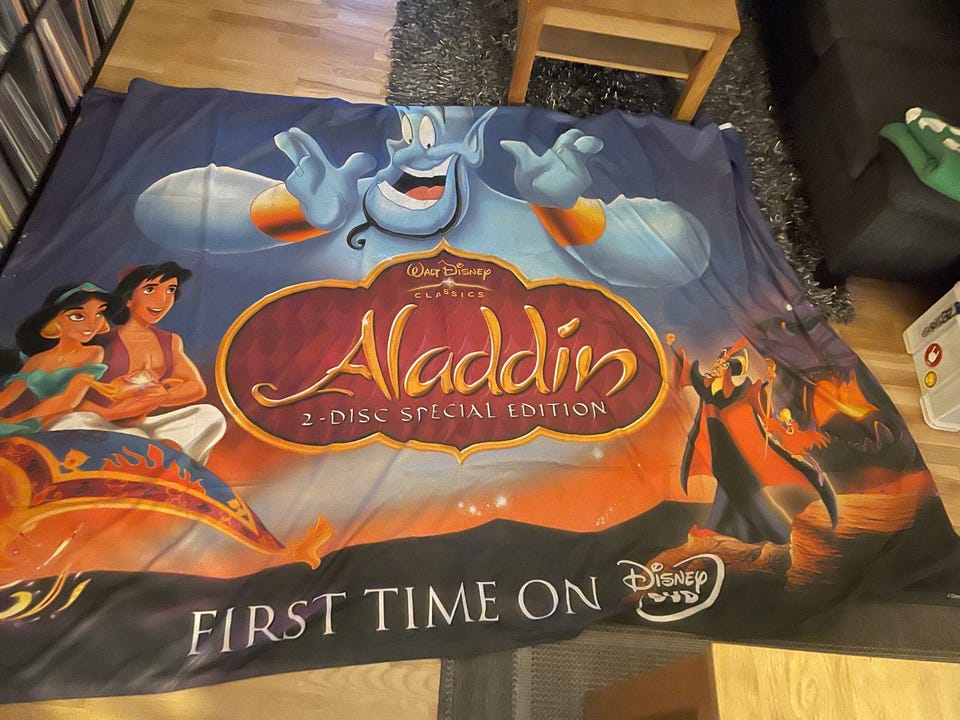 WALT DISNEY
CLASSICS
Aladdin
2-DISC SPECIAL EDITION
FIRST TIME ON
DISNEY
DVD